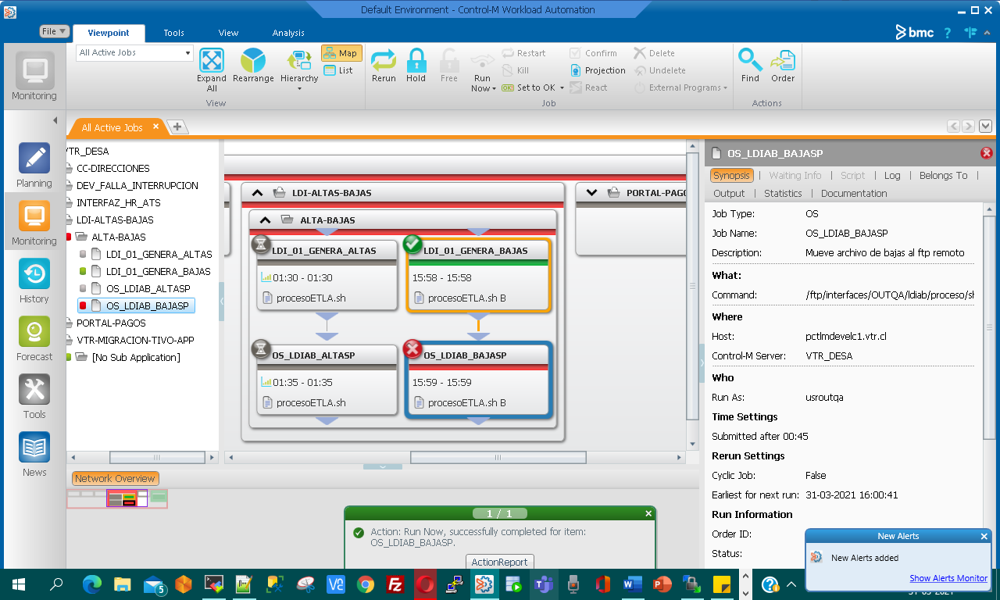 Default Environment - Control-M Workload Automation
File
Viewpoint
Tools
View
Analysis
bmc
?
All Active Jobs
Expand All
Rearrange
Hierarchy
Map
List
View
Rerun
Hold
Free
Run Now
Restart
Kill
Set to OK
Confirm
Projection
React
Delete
Undelete
External Programs
Job
Find
Order
Actions
Monitoring
Planning
Monitoring
History
Forecast
Tools
News
All Active Jobs
VTR_DESA
CC-DIRECCIONES
DEV_FALLA_INTERRUPCION
INTERFAZ_HR_ATS
LDI-ALTAS-BAJAS
ALTA-BAJAS
LDI_01_GENERA_ALTAS
LDI_01_GENERA_BAJAS
OS_LDIAB_ALTASP
OS_LDIAB_BAJASP
PORTAL-PAGOS
VTR-MIGRACION-TIVO-APP
[No Sub Application]
LDI-ALTAS-BAJAS
PORTAL-PAGO
ALTA-BAJAS
LDI_01_GENERA_ALTAS
01:30 - 01:30
procesoETLA.sh
LDI_01_GENERA_BAJAS
15:58 - 15:58
procesoETLA.sh B
OS_LDIAB_ALTASP
01:35 - 01:35
procesoETLA.sh
OS_LDIAB_BAJASP
15:59 - 15:59
procesoETLA.sh B
Network Overview
1 / 1
Action: Run Now, successfully completed for item:
OS_LDIAB_BAJASP.
ActionReport
OS_LDIAB_BAJASP
Synopsis | Waiting Info | Script | Log | Belongs To |
Output | Statistics | Documentation
Job Type: OS
Job Name: OS_LDIAB_BAJASP
Description: Mueve archivo de bajas al ftp remoto
What:
Command: /ftp/interfaces/OUTQA/ldiab/proceso/sh
Where
Host: pctlmdevelc1.vtr.cl
Control-M Server: VTR_DESA
Who
Run As: usroutqa
Time Settings
Submitted after 00:45
Rerun Settings
Cyclic Job: False
Earliest for next run: 31-03-2021 16:00:41
Run Information
Order ID:
Status:
New Alerts
New Alerts added
Show Alerts Monitor
5
31-03-2021